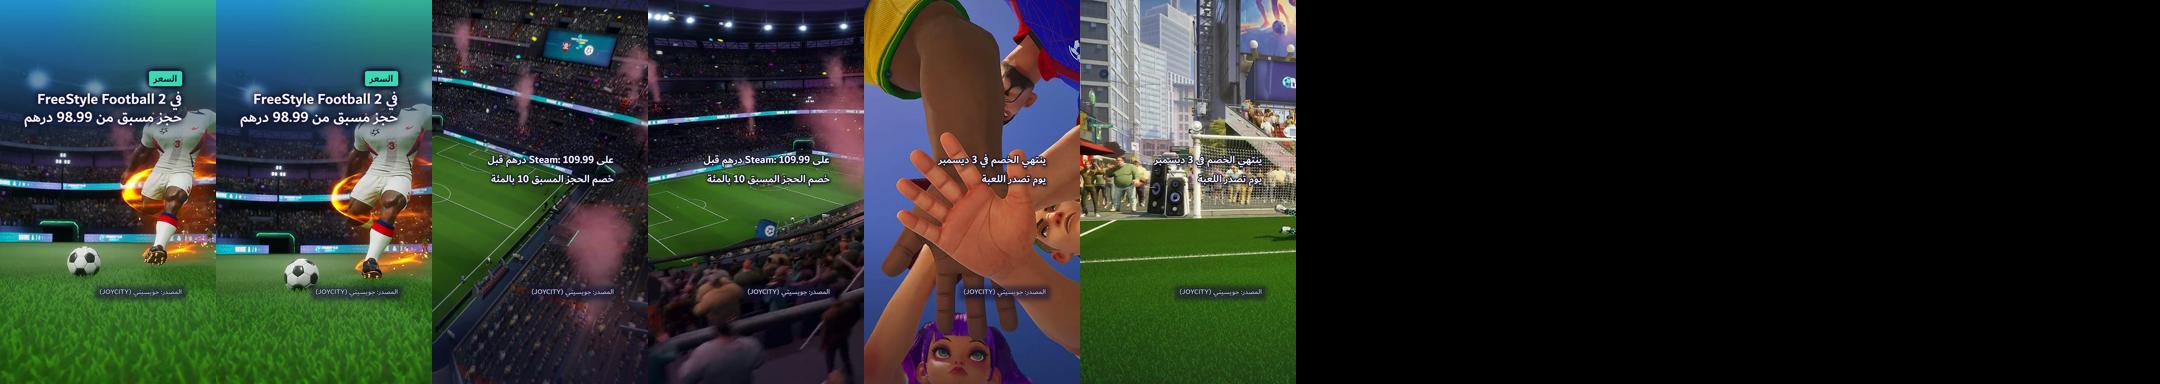 السعر
في FreeStyle Football 2
حجز مسبق من 98.99 درهم
المصدر: جويسيتي (JOYCITY)
السعر
في FreeStyle Football 2
حجز مسبق من 98.99 درهم
المصدر: جويسيتي (JOYCITY)
على Steam: 109.99 درهم قبل
خصم الحجز المسبق 10 بالمئة
المصدر: جويسيتي (JOYCITY)
على Steam: 109.99 درهم قبل
خصم الحجز المسبق 10 بالمئة
المصدر: جويسيتي (JOYCITY)
ينتهي الخصم في 3 ديسمبر
يوم تصدر اللعبة
المصدر: جويسيتي (JOYCITY)
ينتهي الخصم في 3 ديسمبر
يوم تصدر اللعبة
المصدر: جويسيتي (JOYCITY)